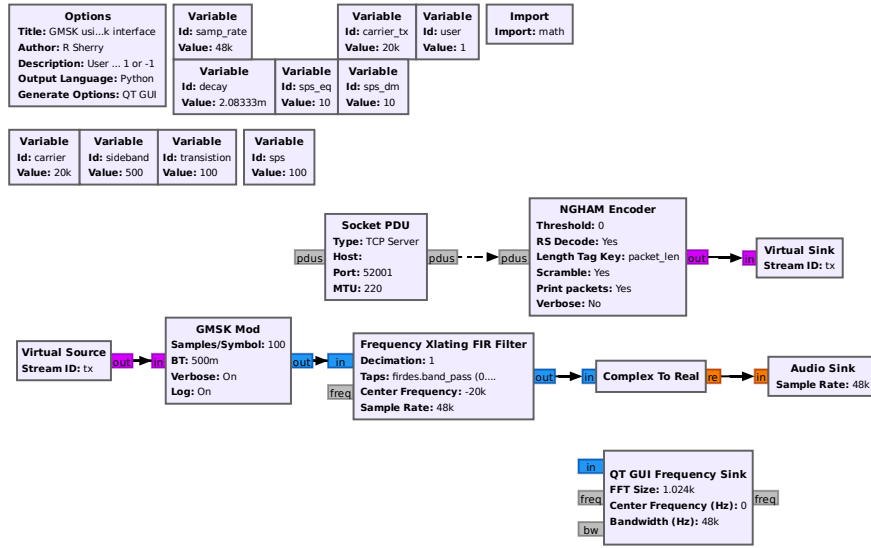 Options
Title: GMSK usi...k interface
Author: R Sherry
Description: User ... 1 or -1
Output Language: Python
Generate Options: QT GUI
Variable
Id: samp_rate
Value: 48k
Variable
Id: carrier_tx
Value: 20k
Variable
Id: user
Value: 1
Import
Import: math
Variable
Id: decay
Value: 2.08333m
Variable
Id: sps_eq
Value: 10
Variable
Id: sps_dm
Value: 10
Variable
Id: carrier
Value: 20k
Variable
Id: sideband
Value: 500
Variable
Id: transistion
Value: 100
Variable
Id: sps
Value: 100
pdus
Socket PDU
Type: TCP Server
Host:
Port: 52001
MTU: 220
pdus
pdus
NGHAM Encoder
Threshold: 0
RS Decode: Yes
Length Tag Key: packet_len
Scramble: Yes
Print packets: Yes
Verbose: No
out
in
Virtual Sink
Stream ID: tx
Virtual Source
Stream ID: tx
out
in
GMSK Mod
Samples/Symbol: 100
BT: 500m
Verbose: On
Log: On
out
in
freq
Frequency Xlating FIR Filter
Decimation: 1
Taps: firdes.band_pass (0....
Center Frequency: -20k
Sample Rate: 48k
out
in
Complex To Real
re
in
Audio Sink
Sample Rate: 48k
in
freq
bw
QT GUI Frequency Sink
FFT Size: 1.024k
Center Frequency (Hz): 0
Bandwidth (Hz): 48k
freq